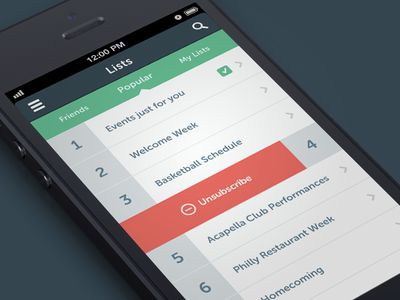 12:00 PM
Lists
Friends
Popular
My Lists
1
Events just for you
2
Welcome Week
3
Basketball Schedule
Unsubscribe
4
5
Acapella Club Performances
6
Philly Restaurant Week
Homecoming